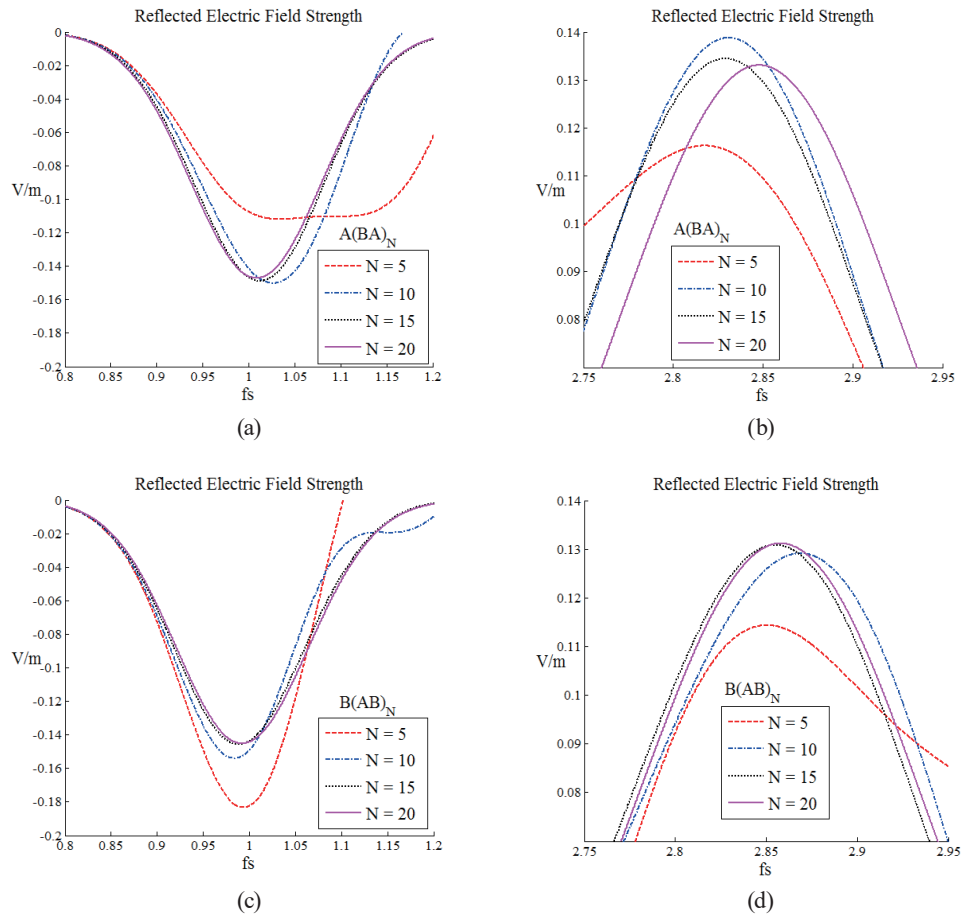 Reflected Electric Field Strength
0
-0.02
-0.04
-0.06
-0.08
V/m
-0.1
-0.12
-0.14
-0.16
-0.18
-0.2
0.8 0.85 0.9 0.95 1 1.05 1.1 1.15 1.2
fs
A(BA)N
N = 5
N = 10
N = 15
N = 20
(a)
Reflected Electric Field Strength
0.14
0.13
0.12
0.11
V/m
0.1
0.09
0.08
2.75 2.8 2.85 2.9 2.95
fs
A(BA)N
N = 5
N = 10
N = 15
N = 20
(b)
Reflected Electric Field Strength
0
-0.02
-0.04
-0.06
-0.08
V/m
-0.1
-0.12
-0.14
-0.16
-0.18
-0.2
0.8 0.85 0.9 0.95 1 1.05 1.1 1.15 1.2
fs
B(AB)N
N = 5
N = 10
N = 15
N = 20
(c)
Reflected Electric Field Strength
0.14
0.13
0.12
0.11
V/m
0.1
0.09
0.08
2.75 2.8 2.85 2.9 2.95
fs
B(AB)N
N = 5
N = 10
N = 15
N = 20
(d)